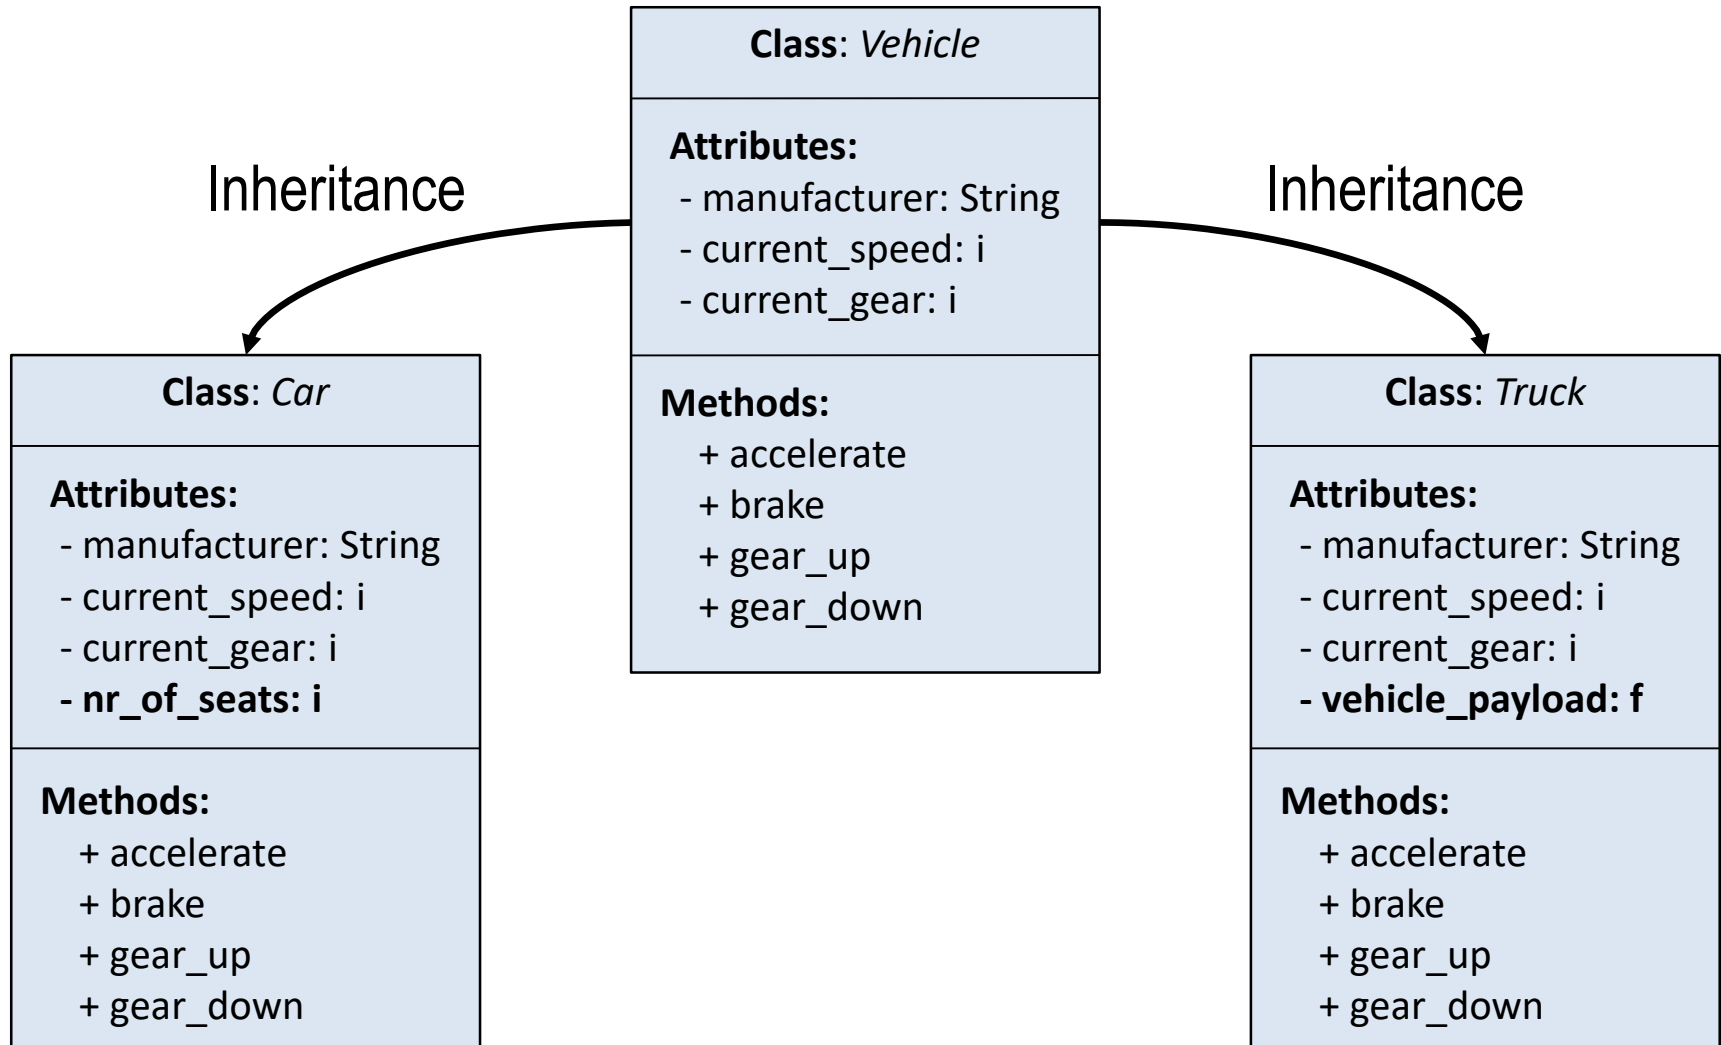 Class: Vehicle
Attributes:
- manufacturer: String
- current_speed: i
- current_gear: i
Methods:
+ accelerate
+ brake
+ gear_up
+ gear_down
Inheritance
Inheritance
Class: Car
Attributes:
- manufacturer: String
- current_speed: i
- current_gear: i
- nr_of_seats: i
Methods:
+ accelerate
+ brake
+ gear_up
+ gear_down
Class: Truck
Attributes:
- manufacturer: String
- current_speed: i
- current_gear: i
- vehicle_payload: f
Methods:
+ accelerate
+ brake
+ gear_up
+ gear_down